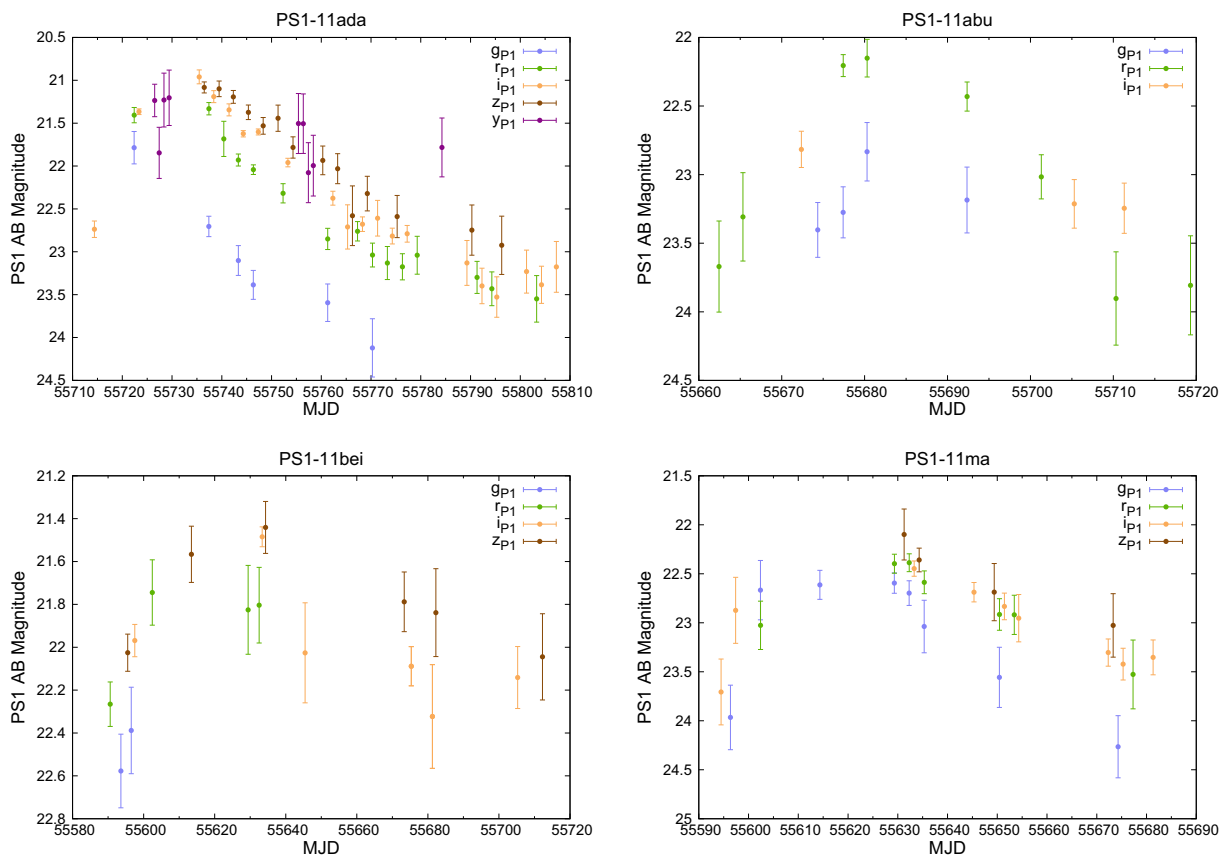 PS1-11ada
PS1 AB Magnitude
20.5
21
21.5
22
22.5
23
23.5
24
24.5
gP1
rP1
iP1
zP1
yP1
55710 55720 55730 55740 55750 55760 55770 55780 55790 55800 55810
MJD
PS1-11abu
PS1 AB Magnitude
22
22.5
23
23.5
24
24.5
gP1
rP1
iP1
55660 55670 55680 55690 55700 55710 55720
MJD
PS1-11bei
PS1 AB Magnitude
21.2
21.4
21.6
21.8
22
22.2
22.4
22.6
22.8
gP1
rP1
iP1
zP1
55580 55600 55620 55640 55660 55680 55700 55720
MJD
PS1-11ma
PS1 AB Magnitude
21.5
22
22.5
23
23.5
24
24.5
25
gP1
rP1
iP1
zP1
55590 55600 55610 55620 55630 55640 55650 55660 55670 55680 55690
MJD